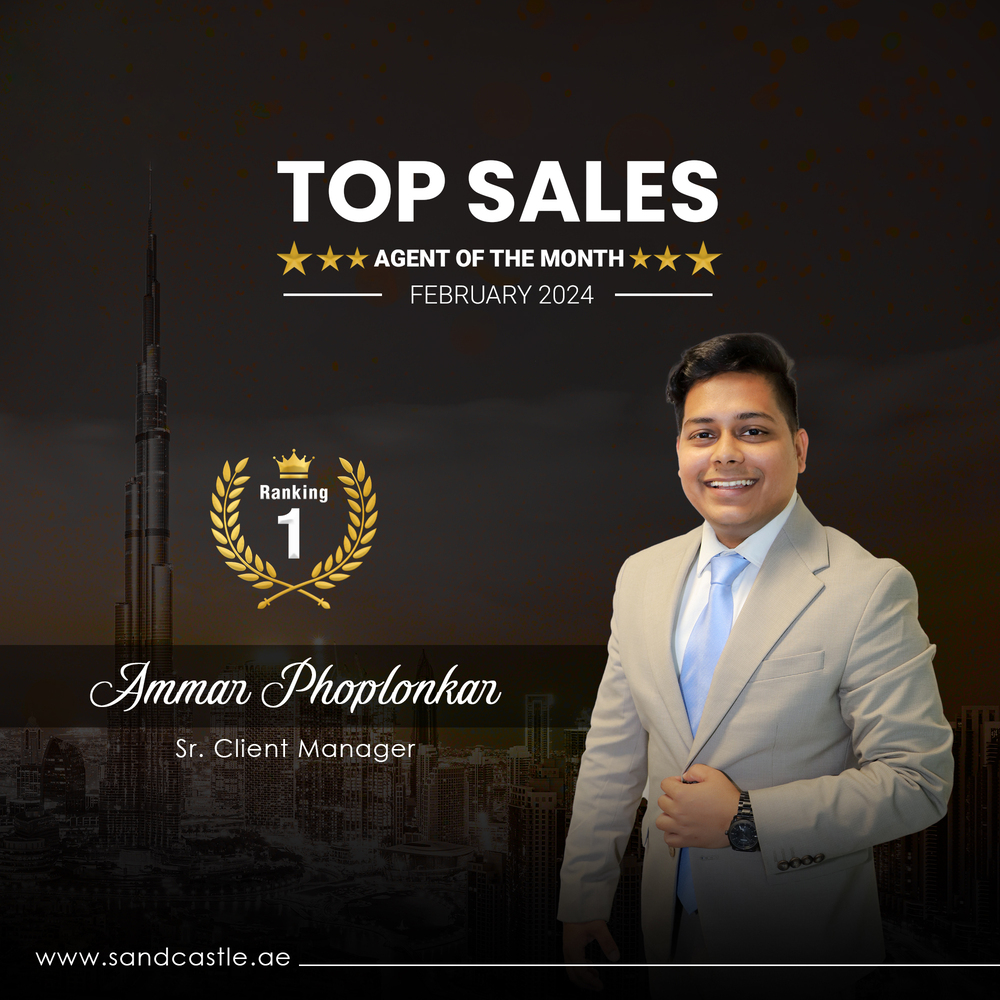 TOP SALES
AGENT OF THE MONTH
FEBRUARY 2024
Ranking
1
Ammar Phoplonkar
Sr. Client Manager
www.sandcastle.ae